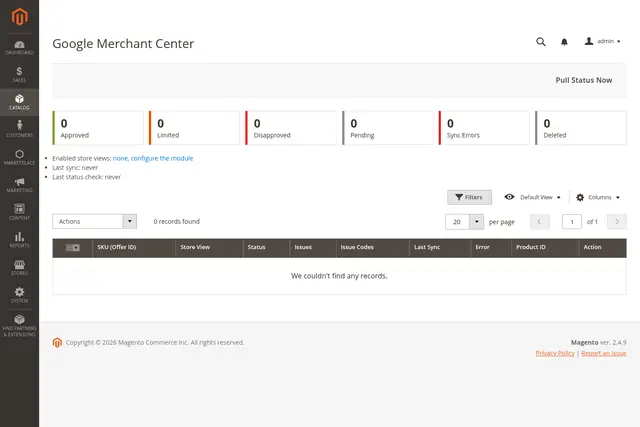 Google Merchant Center
admin
Pull Status Now
DASHBOARD
SALES
CATALOG
CUSTOMERS
MARKETPLACE
MARKETING
CONTENT
REPORTS
STORES
SYSTEM
FIND PARTNERS
& EXTENSIONS
0 0 0 0 0 0
Approved Limited Disapproved Pending Sync Errors Deleted
Enabled store views: none, configure the module
Last sync: never
Last status check: never
Filters Default View Columns
Actions 0 records found 20 per page 1 of 1
SKU (Offer ID) Store View Status Issues Issue Codes Last Sync Error Product ID Action
We couldn't find any records.
Copyright © 2026 Magento Commerce Inc. All rights reserved. Magento ver. 2.4.9
Privacy Policy | Report an Issue